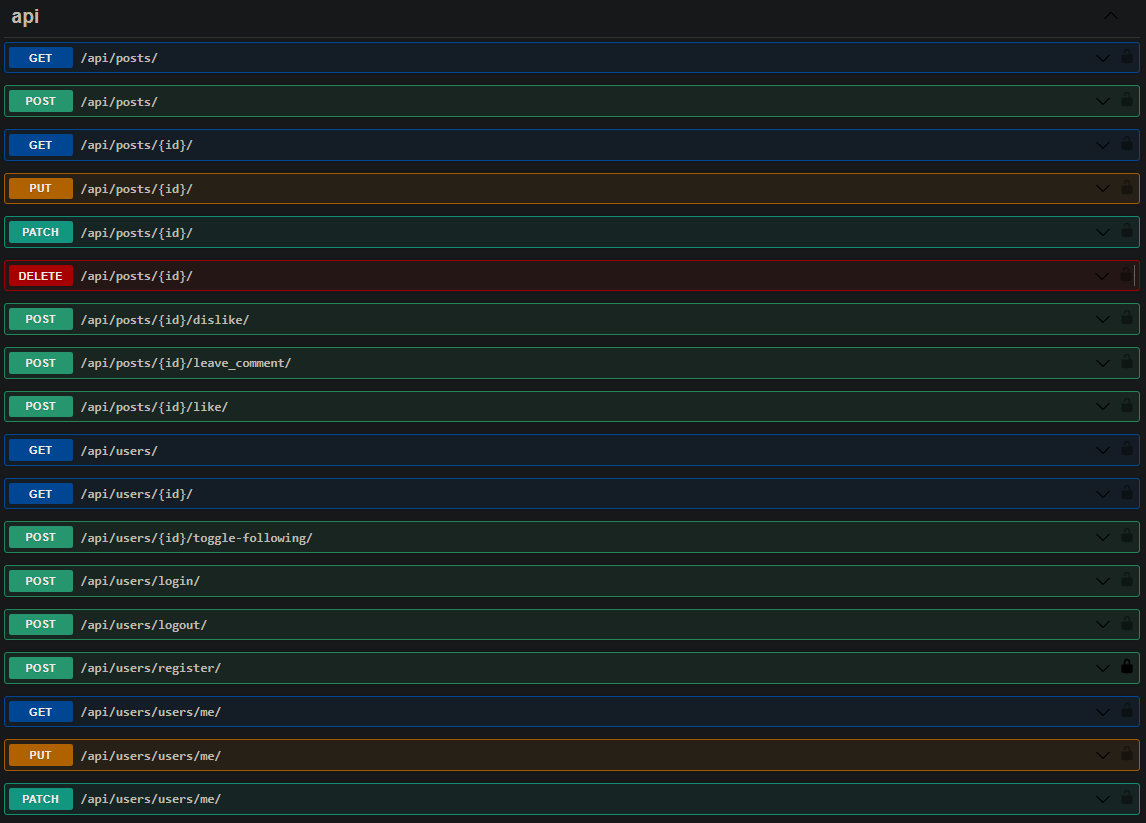 api
GET /api/posts/
POST /api/posts/
GET /api/posts/{id}/
PUT /api/posts/{id}/
PATCH /api/posts/{id}/
DELETE /api/posts/{id}/
POST /api/posts/{id}/dislike/
POST /api/posts/{id}/leave_comment/
POST /api/posts/{id}/like/
GET /api/users/
GET /api/users/{id}/
POST /api/users/{id}/toggle-following/
POST /api/users/login/
POST /api/users/logout/
POST /api/users/register/
GET /api/users/users/me/
PUT /api/users/users/me/
PATCH /api/users/users/me/